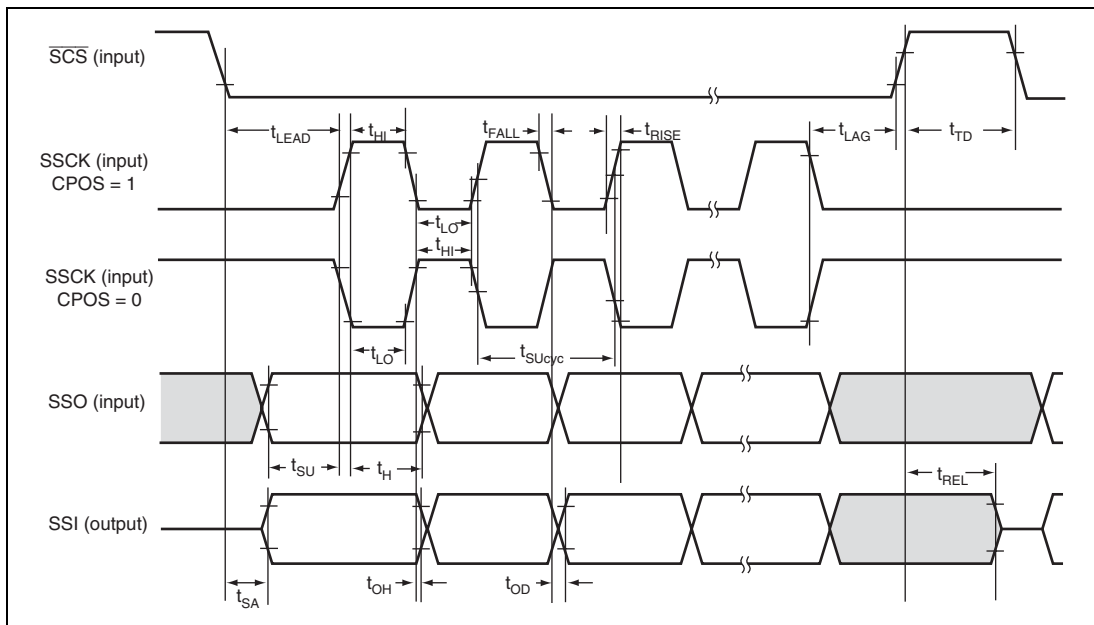 SCS (input)
tLEAD
tHI
tFALL
tRISE
tLAG
tTD
SSCK (input)
CPOS = 1
tLO
tHI
SSCK (input)
CPOS = 0
tLO
tSUcyc
SSO (input)
tSU
tH
tREL
SSI (output)
tSA
tOH
tOD